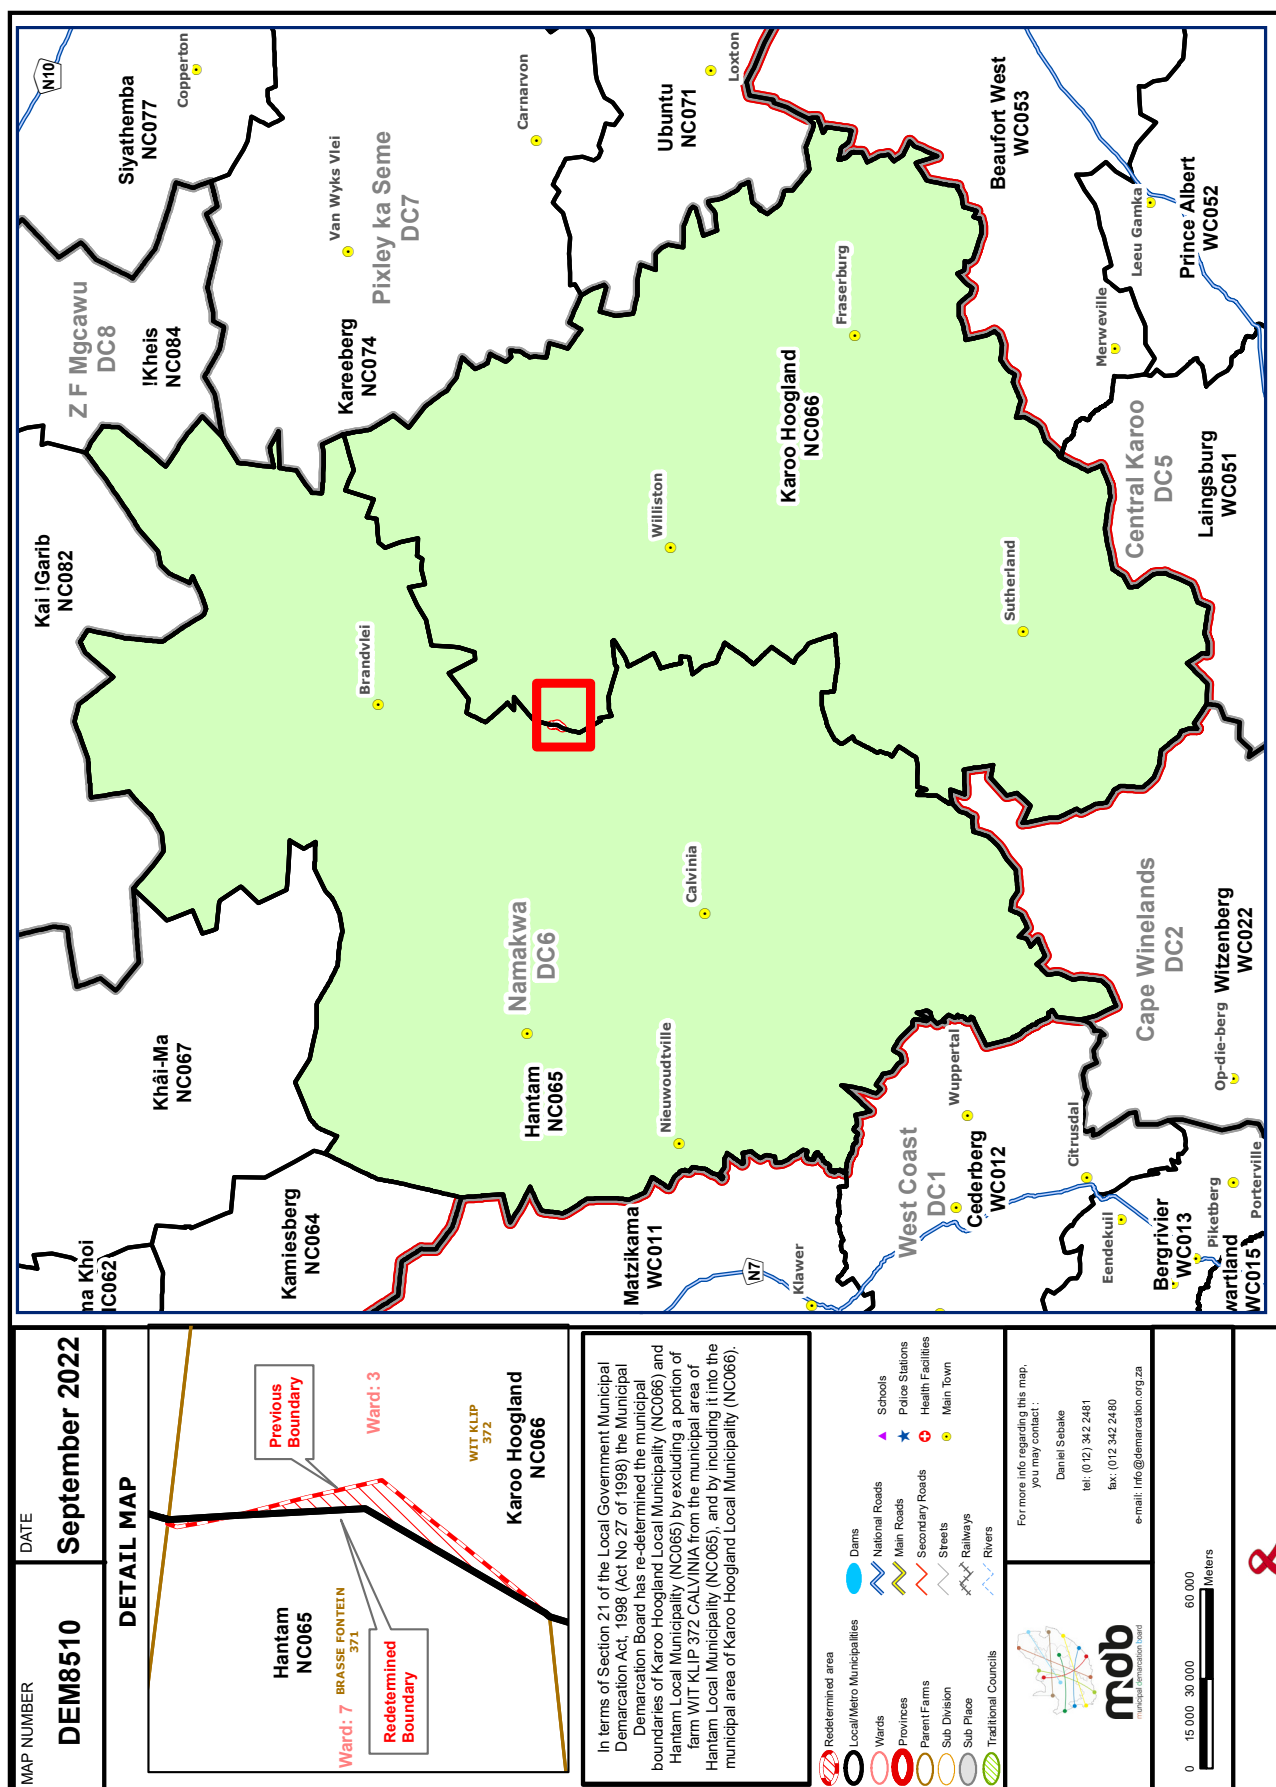 MAP NUMBER
DEM8510
DATE
September 2022
DETAIL MAP
Hantam
NC065
Ward: 7
BRASSE FONTEIN
371
Redetermined
Boundary
Previous
Boundary
Ward: 3
WIT KLIP
372
Karoo Hoogland
NC066
In terms of Section 21 of the Local Government Municipal
Demarcation Act, 1998 (Act No 27 of 1998) the Municipal
Demarcation Board has re-determined the municipal
boundaries of Karoo Hoogland Local Municipality (NC066) and
Hantam Local Municipality (NC065) by excluding a portion of
farm WIT KLIP 372 CALVINIA from the municipal area of
Hantam Local Municipality (NC065), and by including it into the
municipal area of Karoo Hoogland Local Municipality (NC066).
Redetermined area
Local/Metro Municipalities
Wards
Provinces
Parent Farms
Sub Division
Sub Place
Traditional Councils
Dams
National Roads
Main Roads
Secondary Roads
Streets
Railways
Rivers
Schools
Police Stations
Health Facilities
Main Town
mdb
municipal demarcation board
For more info regarding this map,
you may contact :
Daniel Sebake
tel: (012) 342 2481
fax: (012 342 2480
e-mail: Info@demarcation.org.za
0 15 000 30 000 60 000
Meters
&
ma Khoi
Kamiesberg
NC064
Khâi-Ma
NC067
Kai !Garib
NC082
Z F Mgcawu
DC8
!Kheis
NC084
Siyathemba
NC077
N10
Copperton
Van Wyks Vlei
Pixley ka Seme
DC7
Kareeberg
NC074
Carnarvon
Ubuntu
NC071
Loxton
Brandvlei
Williston
Karoo Hoogland
NC066
Fraserburg
Sutherland
Calvinia
Namakwa
DC6
Hantam
NC065
Nieuwoudtville
Matzikama
WC011
N7
Klawer
West Coast
DC1
Cederberg
WC012
Wuppertal
Citrusdal
Eendekuil
Bergrivier
WC013
Piketberg
Porterville
wartland
WC015
Cape Winelands
DC2
Witzenberg
WC022
Op-die-berg
Central Karoo
DC5
Laingsburg
WC051
Merweville
Leeu Gamka
Prince Albert
WC052
Beaufort West
WC053